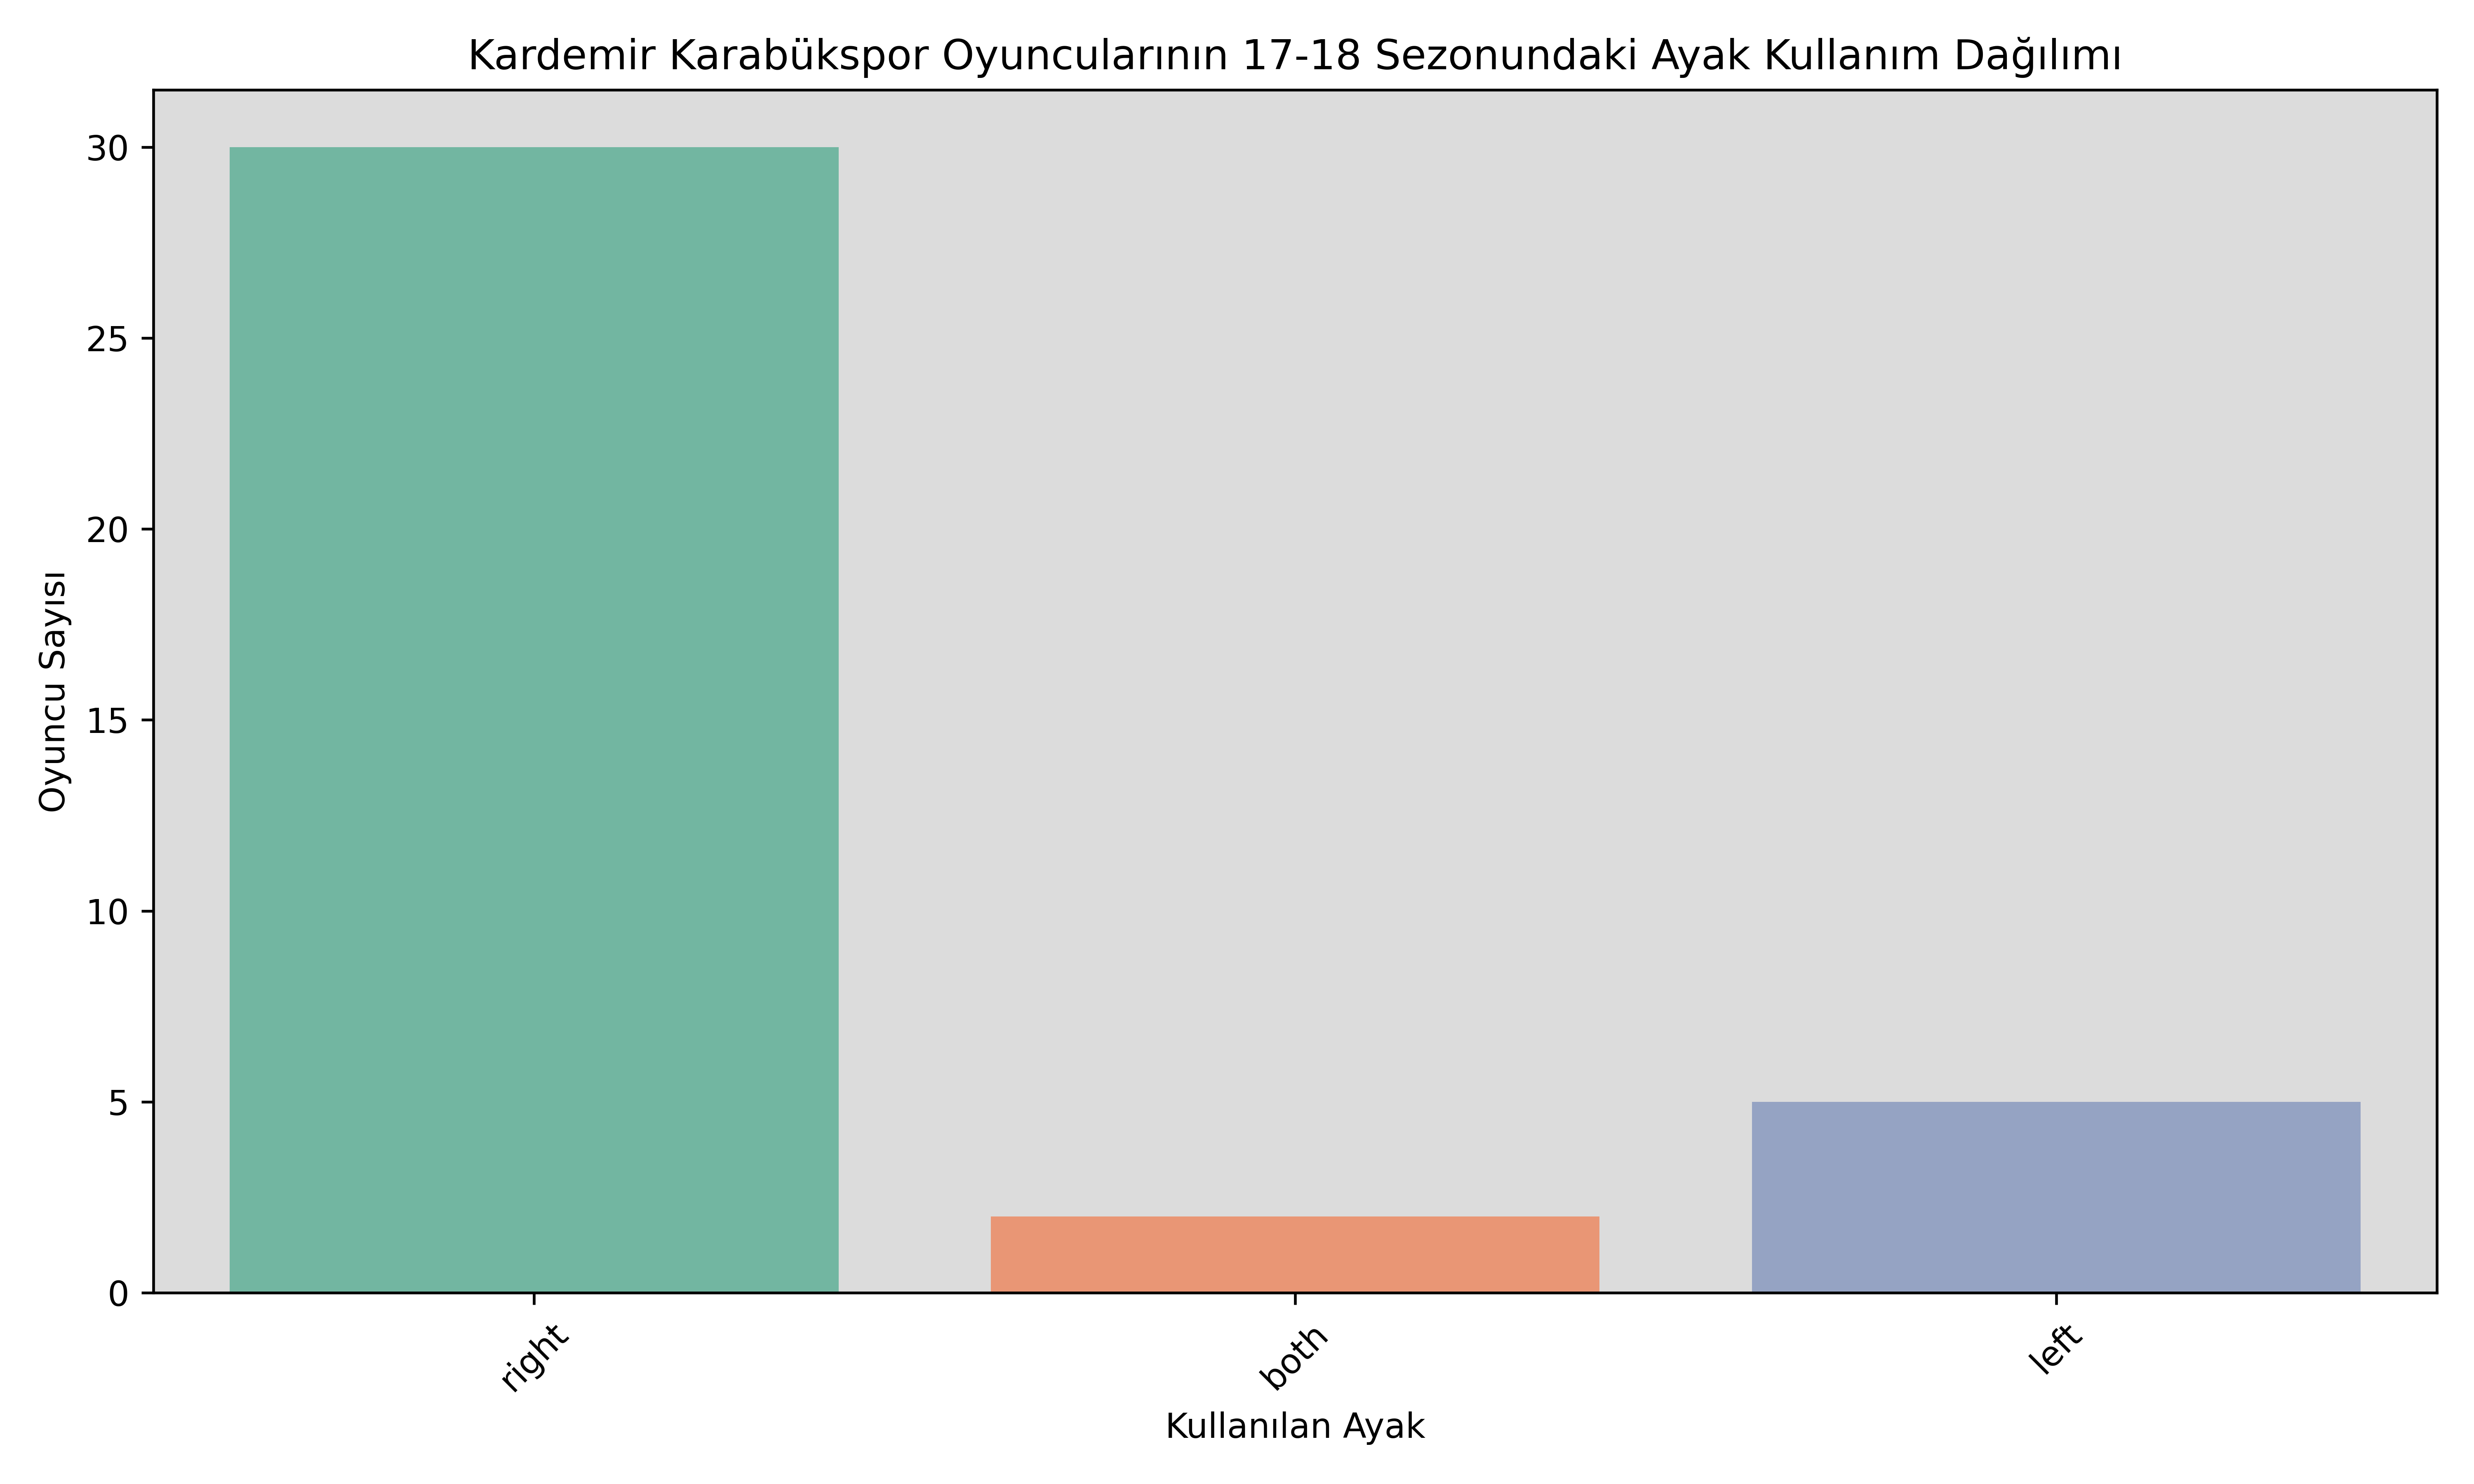 Kardemir Karabükspor Oyuncularının 17-18 Sezonundaki Ayak Kullanım Dağılımı
Oyuncu Sayısı
30
25
20
15
10
5
0
right
both
left
Kullanılan Ayak